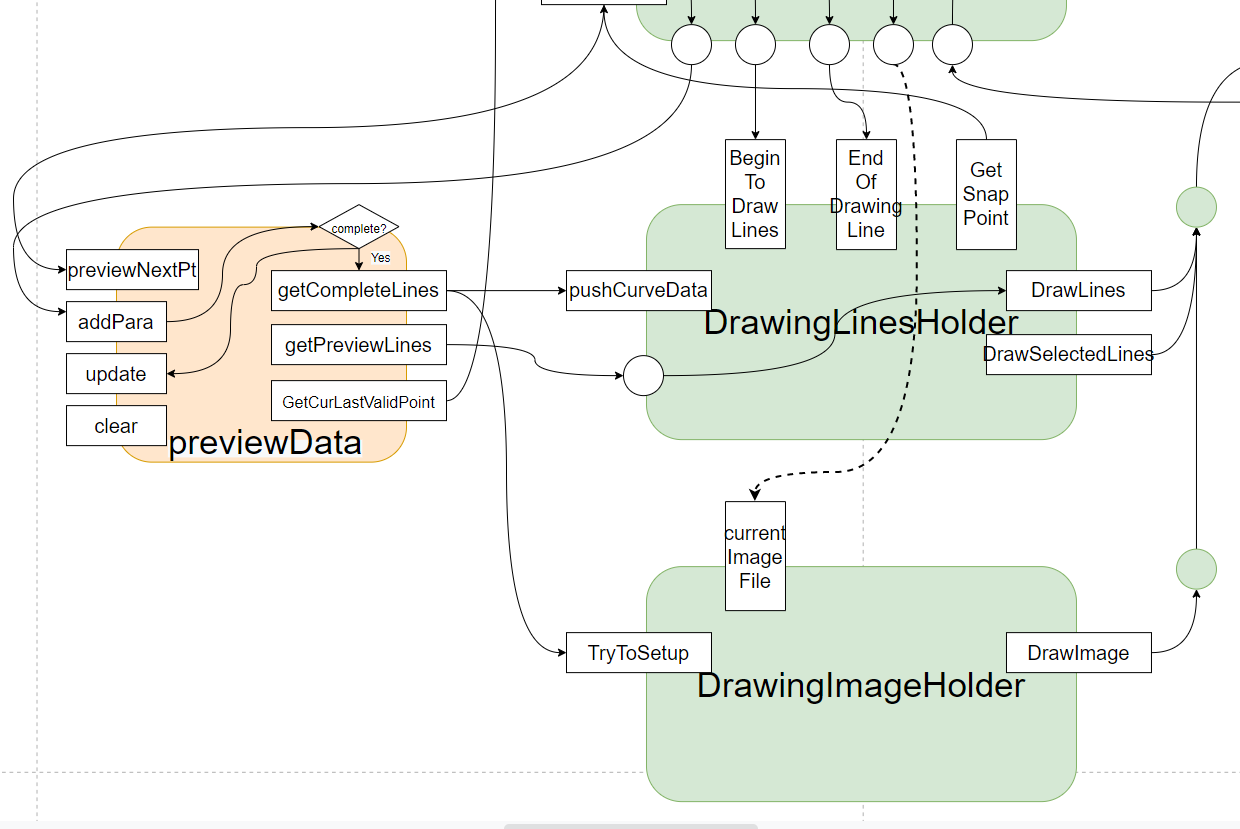 Begin
To
Draw
Lines
End
Of
Drawing
Line
Get
Snap
Point
complete?
Yes
previewNextPt
addPara
update
clear
getCompleteLines
getPreviewLines
GetCurLastValidPoint
previewData
pushCurveData
DrawingLinesHolder
DrawLines
DrawSelectedLines
current
Image
File
TryToSetup
DrawImage
DrawingImageHolder